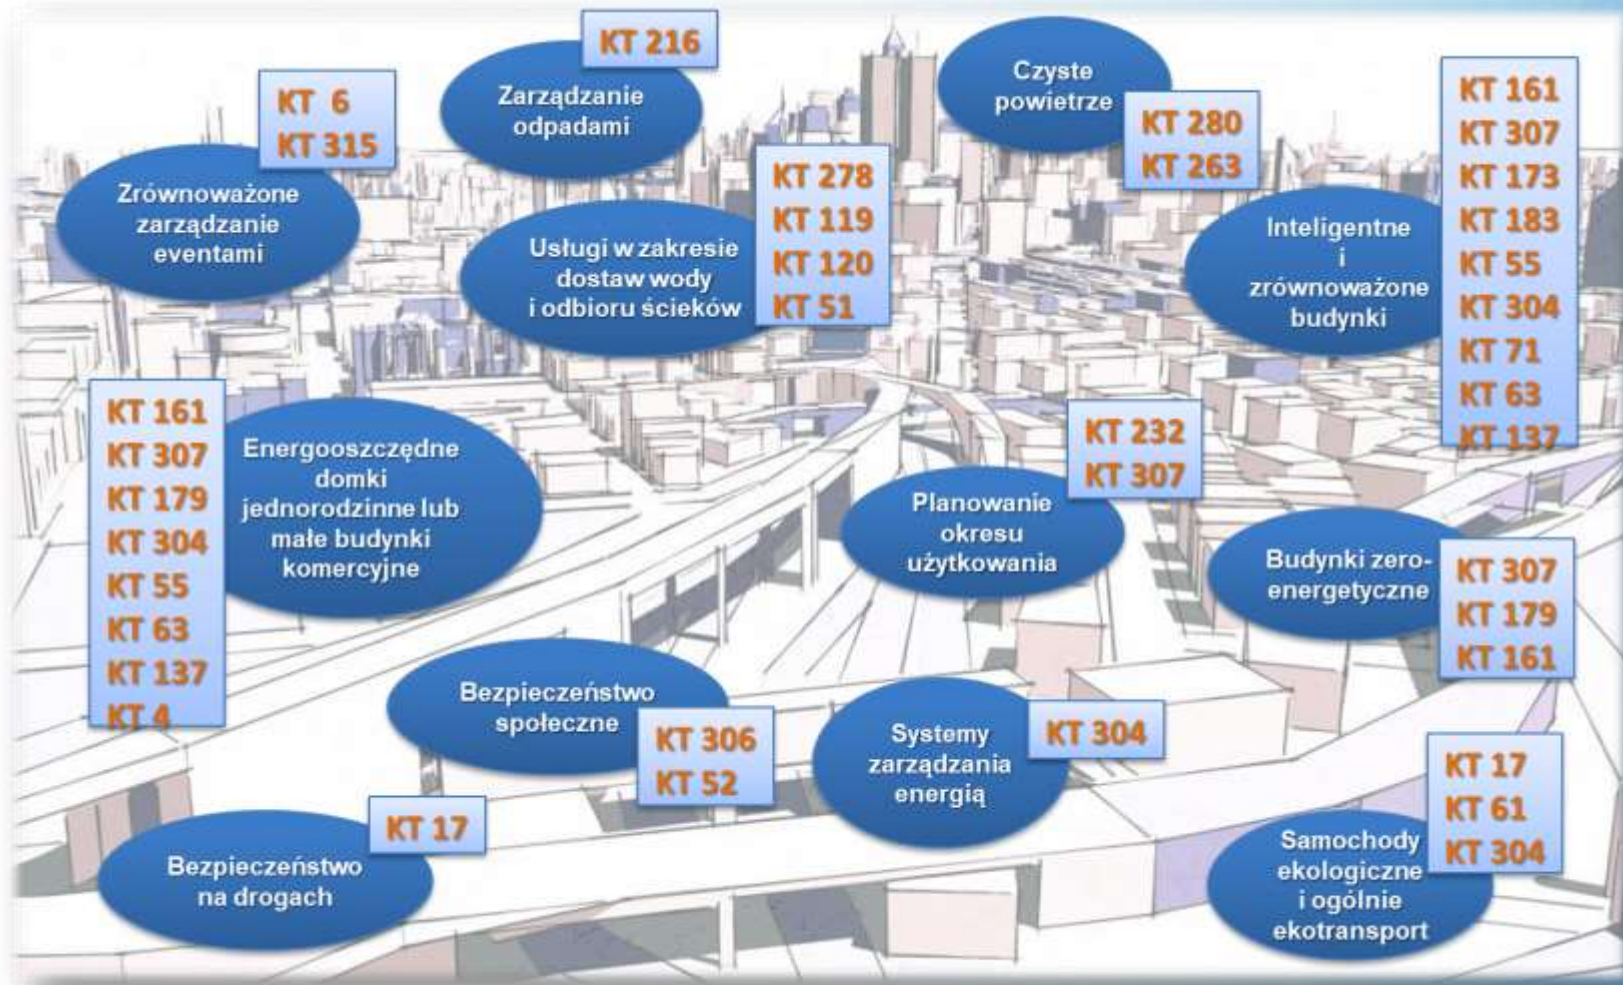 KT 216
Zarządzanie
odpadami
Czyste
powietrze
KT 280
KT 263
KT 6
KT 315
Zrównoważone
zarządzanie
eventami
KT 278
KT 119
KT 120
KT 51
Usługi w zakresie
dostaw wody
i odbioru ścieków
KT 161
KT 307
KT 173
KT 183
KT 55
KT 304
KT 71
KT 63
KT 137
Inteligentne
i
zrównoważone
budynki
KT 161
KT 307
KT 179
KT 304
KT 55
KT 63
KT 137
KT 4
Energooszczędne
domki
jednorodzinne lub
małe budynki
komercyjne
KT 232
KT 307
Planowanie
okresu
użytkowania
Budynki zero-
energetyczne
KT 307
KT 179
KT 161
Bezpieczeństwo
społeczne
KT 306
KT 52
Systemy
zarządzania
energią
KT 304
KT 17
Bezpieczeństwo
na drogach
KT 17
KT 61
KT 304
Samochody
ekologiczne
i ogólnie
ekotransport